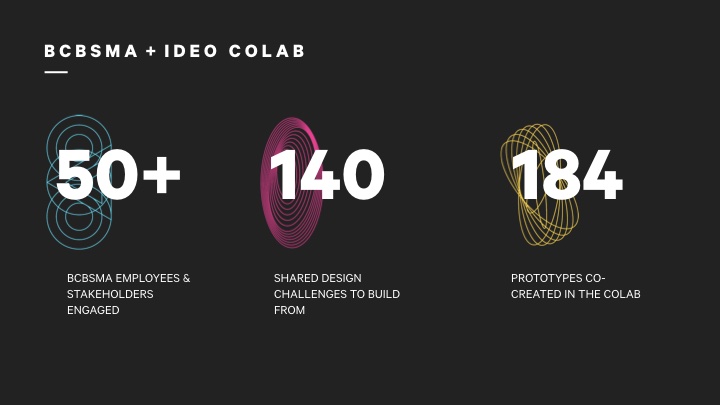 BCBSMA + IDEO COLAB
50+
BCBSMA EMPLOYEES &
STAKEHOLDERS
ENGAGED
140
SHARED DESIGN
CHALLENGES TO BUILD
FROM
184
PROTOTYPES CO-
CREATED IN THE COLAB